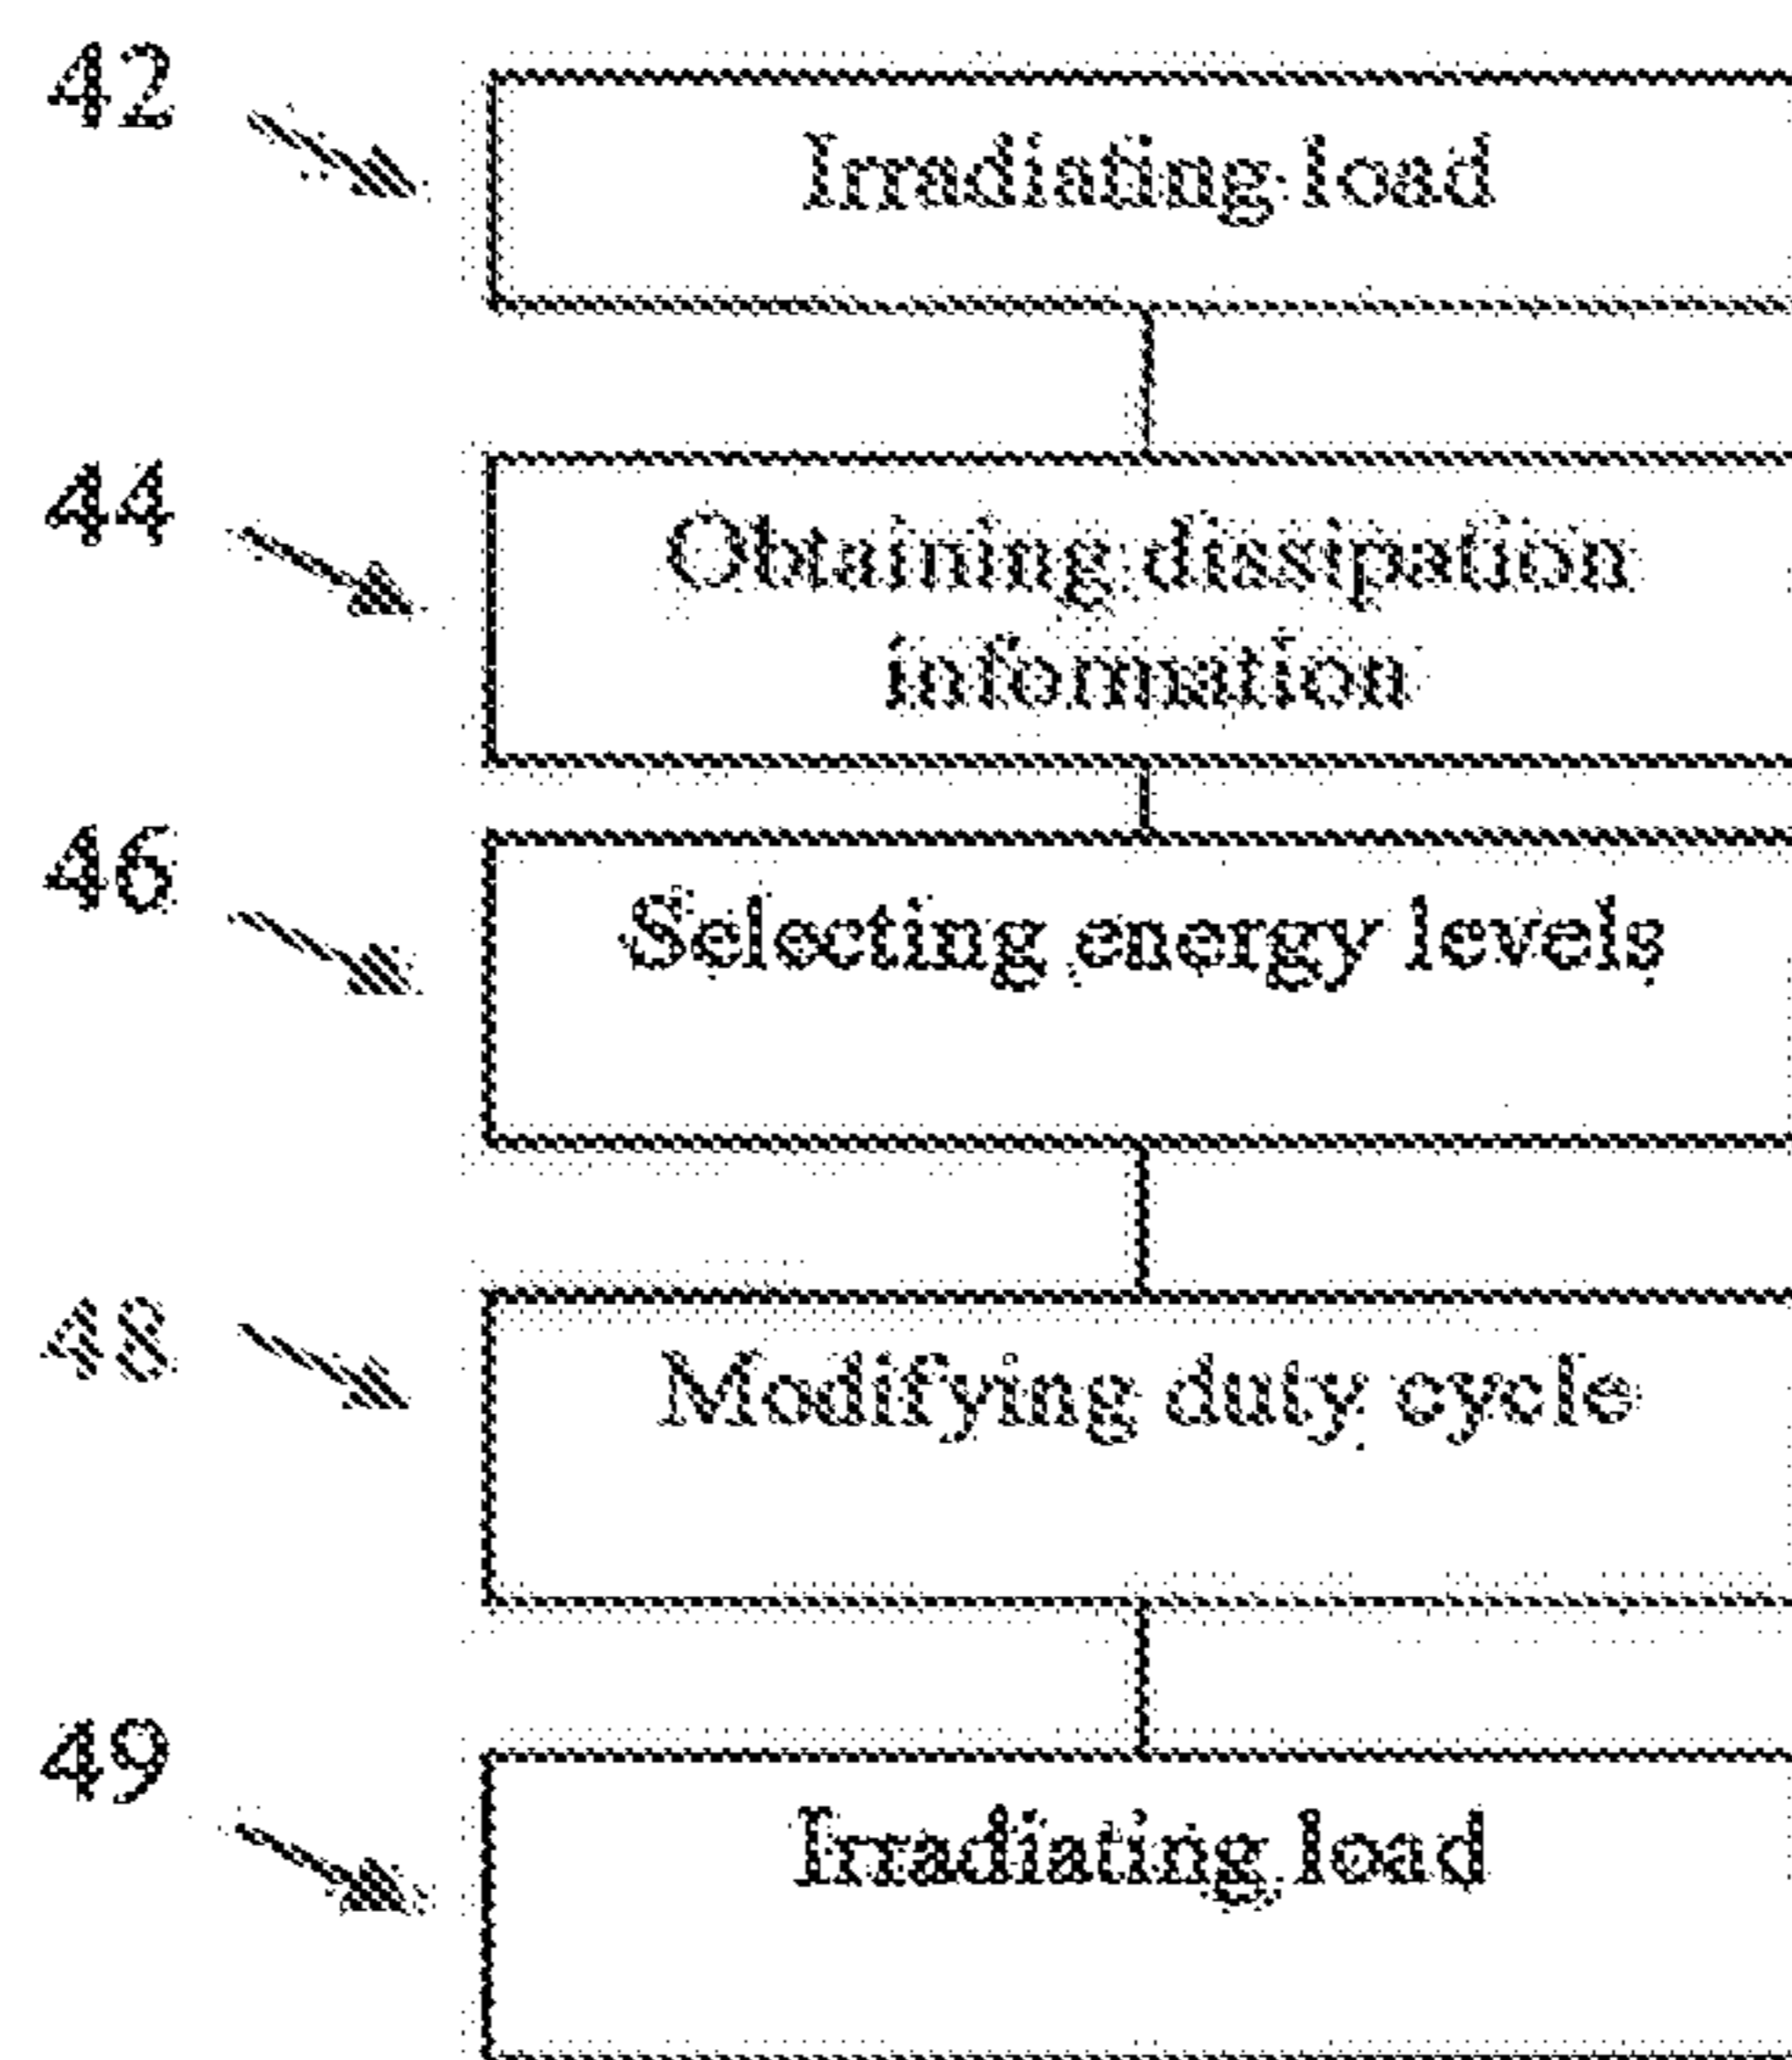 42
Irradiating load
44
Obtaining dissipation
information
46
Selecting energy levels
48
Modifying duty cycle
49
Irradiating load